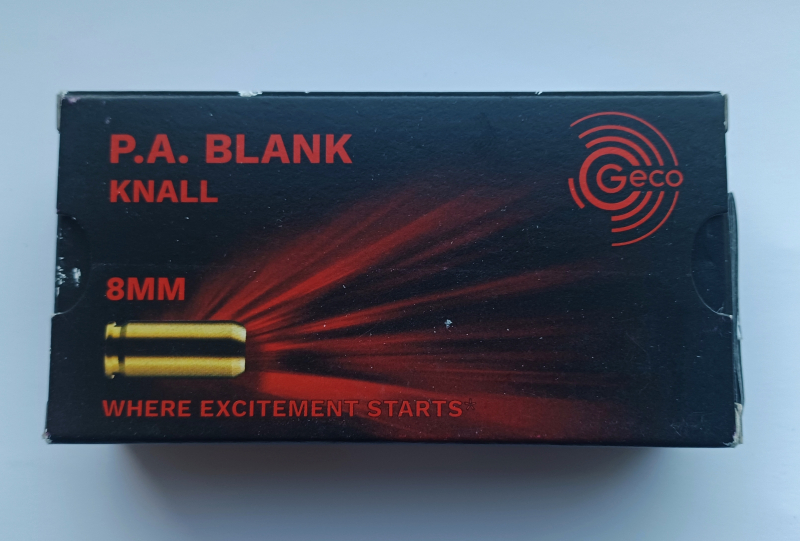 P.A. BLANK
KNALL
Geco
8MM
WHERE EXCITEMENT STARTS